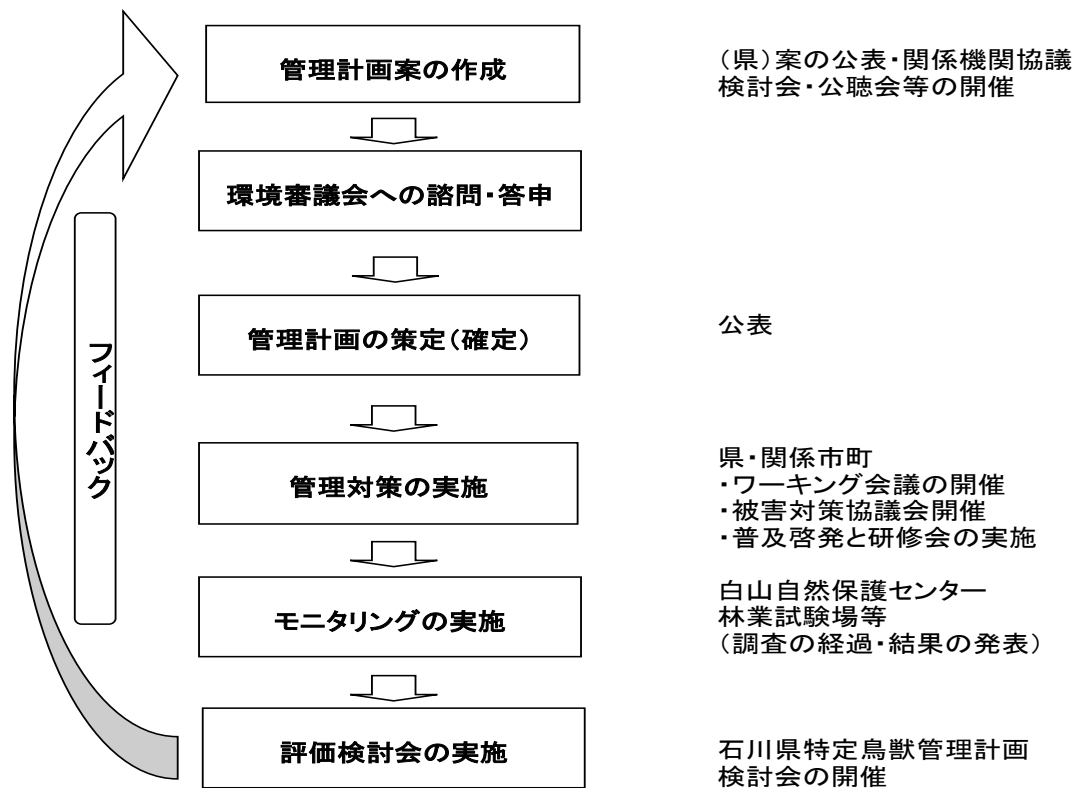 管理計画案の作成
(県)案の公表・関係機関協議
検討会・公聴会等の開催
環境審議会への諮問・答申
管理計画の策定(確定)
公表
フィードバック
管理対策の実施
県・関係市町
・ワーキング会議の開催
・被害対策協議会開催
・普及啓発と研修会の実施
モニタリングの実施
白山自然保護センター
林業試験場等
(調査の経過・結果の発表)
評価検討会の実施
石川県特定鳥獣管理計画
検討会の開催